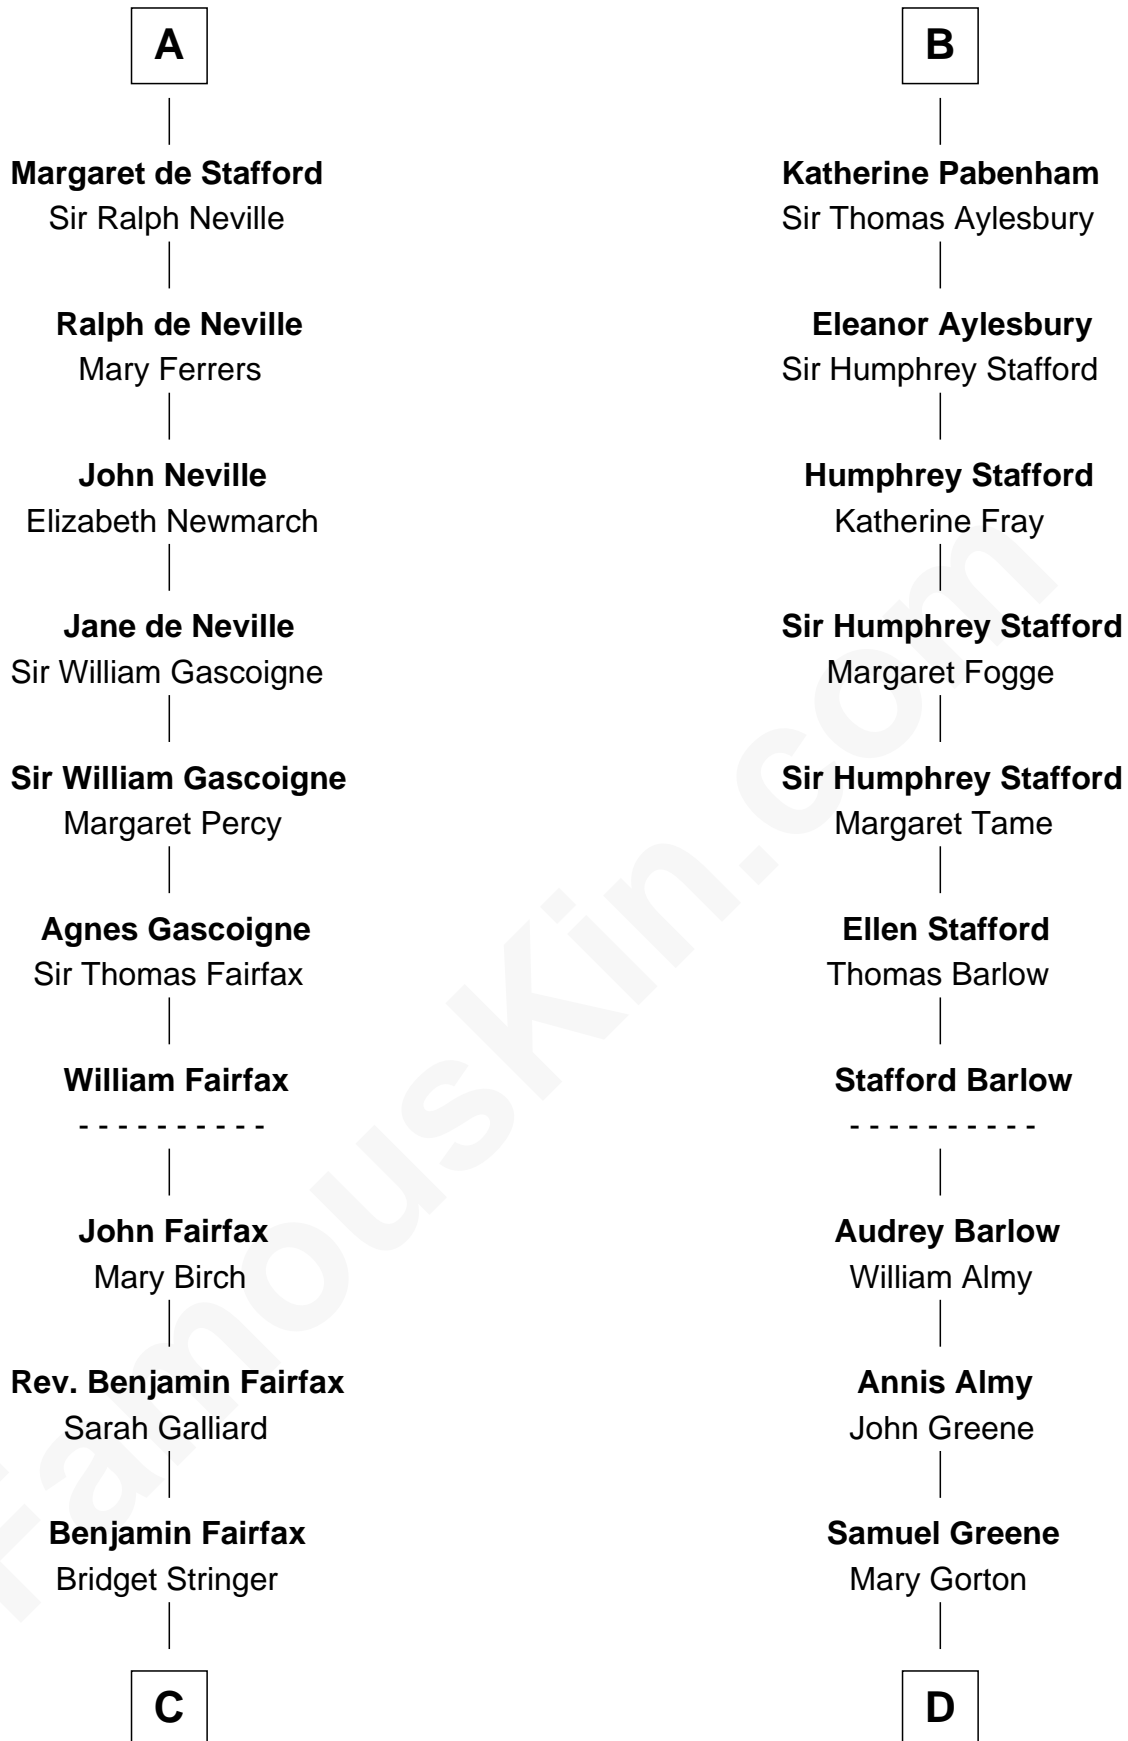 A
Margaret de Stafford
Sir Ralph Neville
Ralph de Neville
Mary Ferrers
John Neville
Elizabeth Newmarch
Jane de Neville
Sir William Gascoigne
Sir William Gascoigne
Margaret Percy
Agnes Gascoigne
Sir Thomas Fairfax
William Fairfax
- - - - - - - - - -
John Fairfax
Mary Birch
Rev. Benjamin Fairfax
Sarah Galliard
Benjamin Fairfax
Bridget Stringer
C
B
Katherine Pabenham
Sir Thomas Aylesbury
Eleanor Aylesbury
Sir Humphrey Stafford
Humphrey Stafford
Katherine Fray
Sir Humphrey Stafford
Margaret Fogge
Sir Humphrey Stafford
Margaret Tame
Ellen Stafford
Thomas Barlow
Stafford Barlow
- - - - - - - - - -
Audrey Barlow
William Almy
Annis Almy
John Greene
Samuel Greene
Mary Gorton
D
FamousKin.com